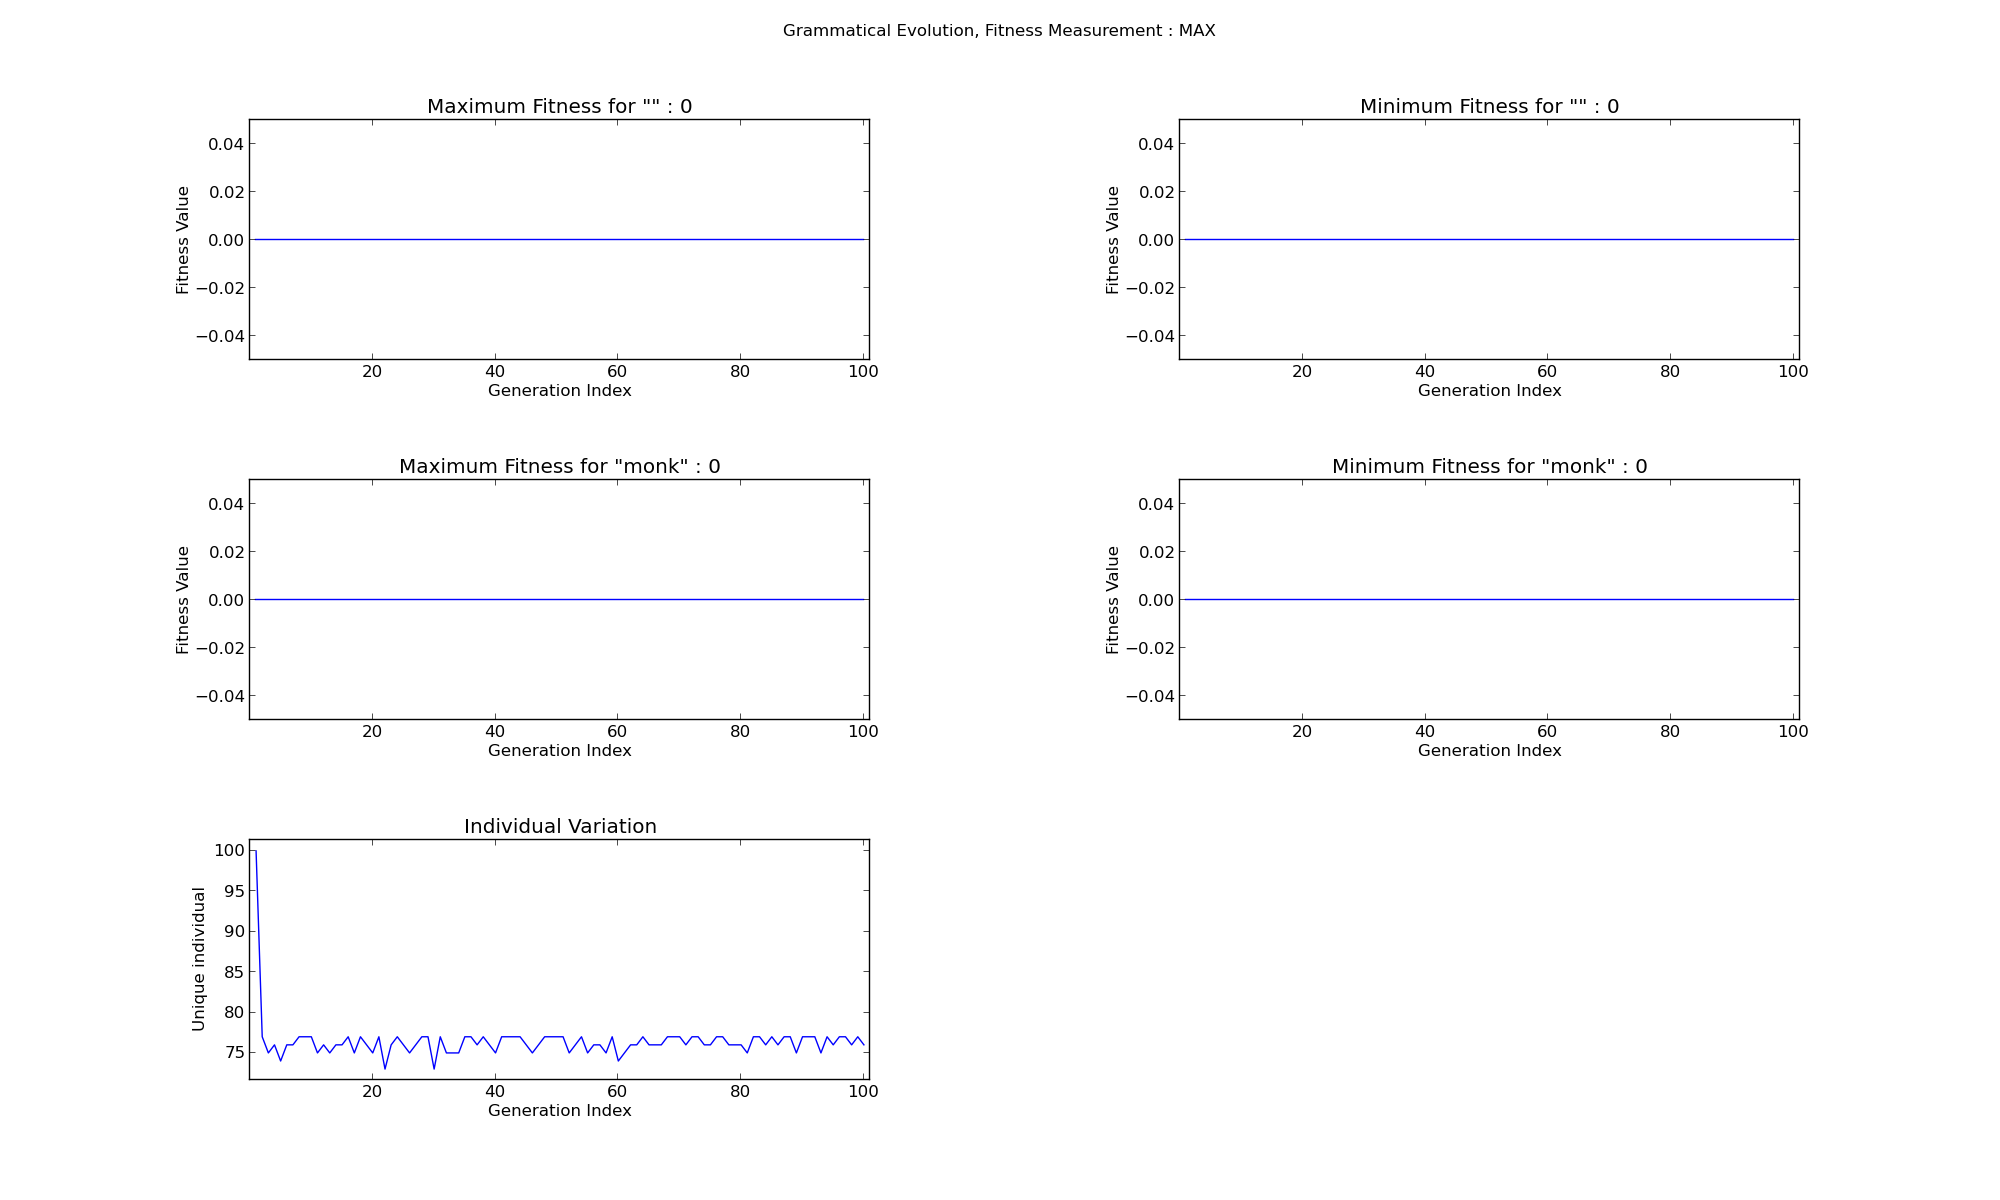 Grammatical Evolution, Fitness Measurement : MAX
Maximum Fitness for "" : 0
0.04
0.02
0.00
−0.02
−0.04
Fitness Value
20 40 60 80 100
Generation Index
Minimum Fitness for "" : 0
0.04
0.02
0.00
−0.02
−0.04
Fitness Value
20 40 60 80 100
Generation Index
Maximum Fitness for "monk" : 0
0.04
0.02
0.00
−0.02
−0.04
Fitness Value
20 40 60 80 100
Generation Index
Minimum Fitness for "monk" : 0
0.04
0.02
0.00
−0.02
−0.04
Fitness Value
20 40 60 80 100
Generation Index
Individual Variation
100
95
90
85
80
75
Unique individual
20 40 60 80 100
Generation Index